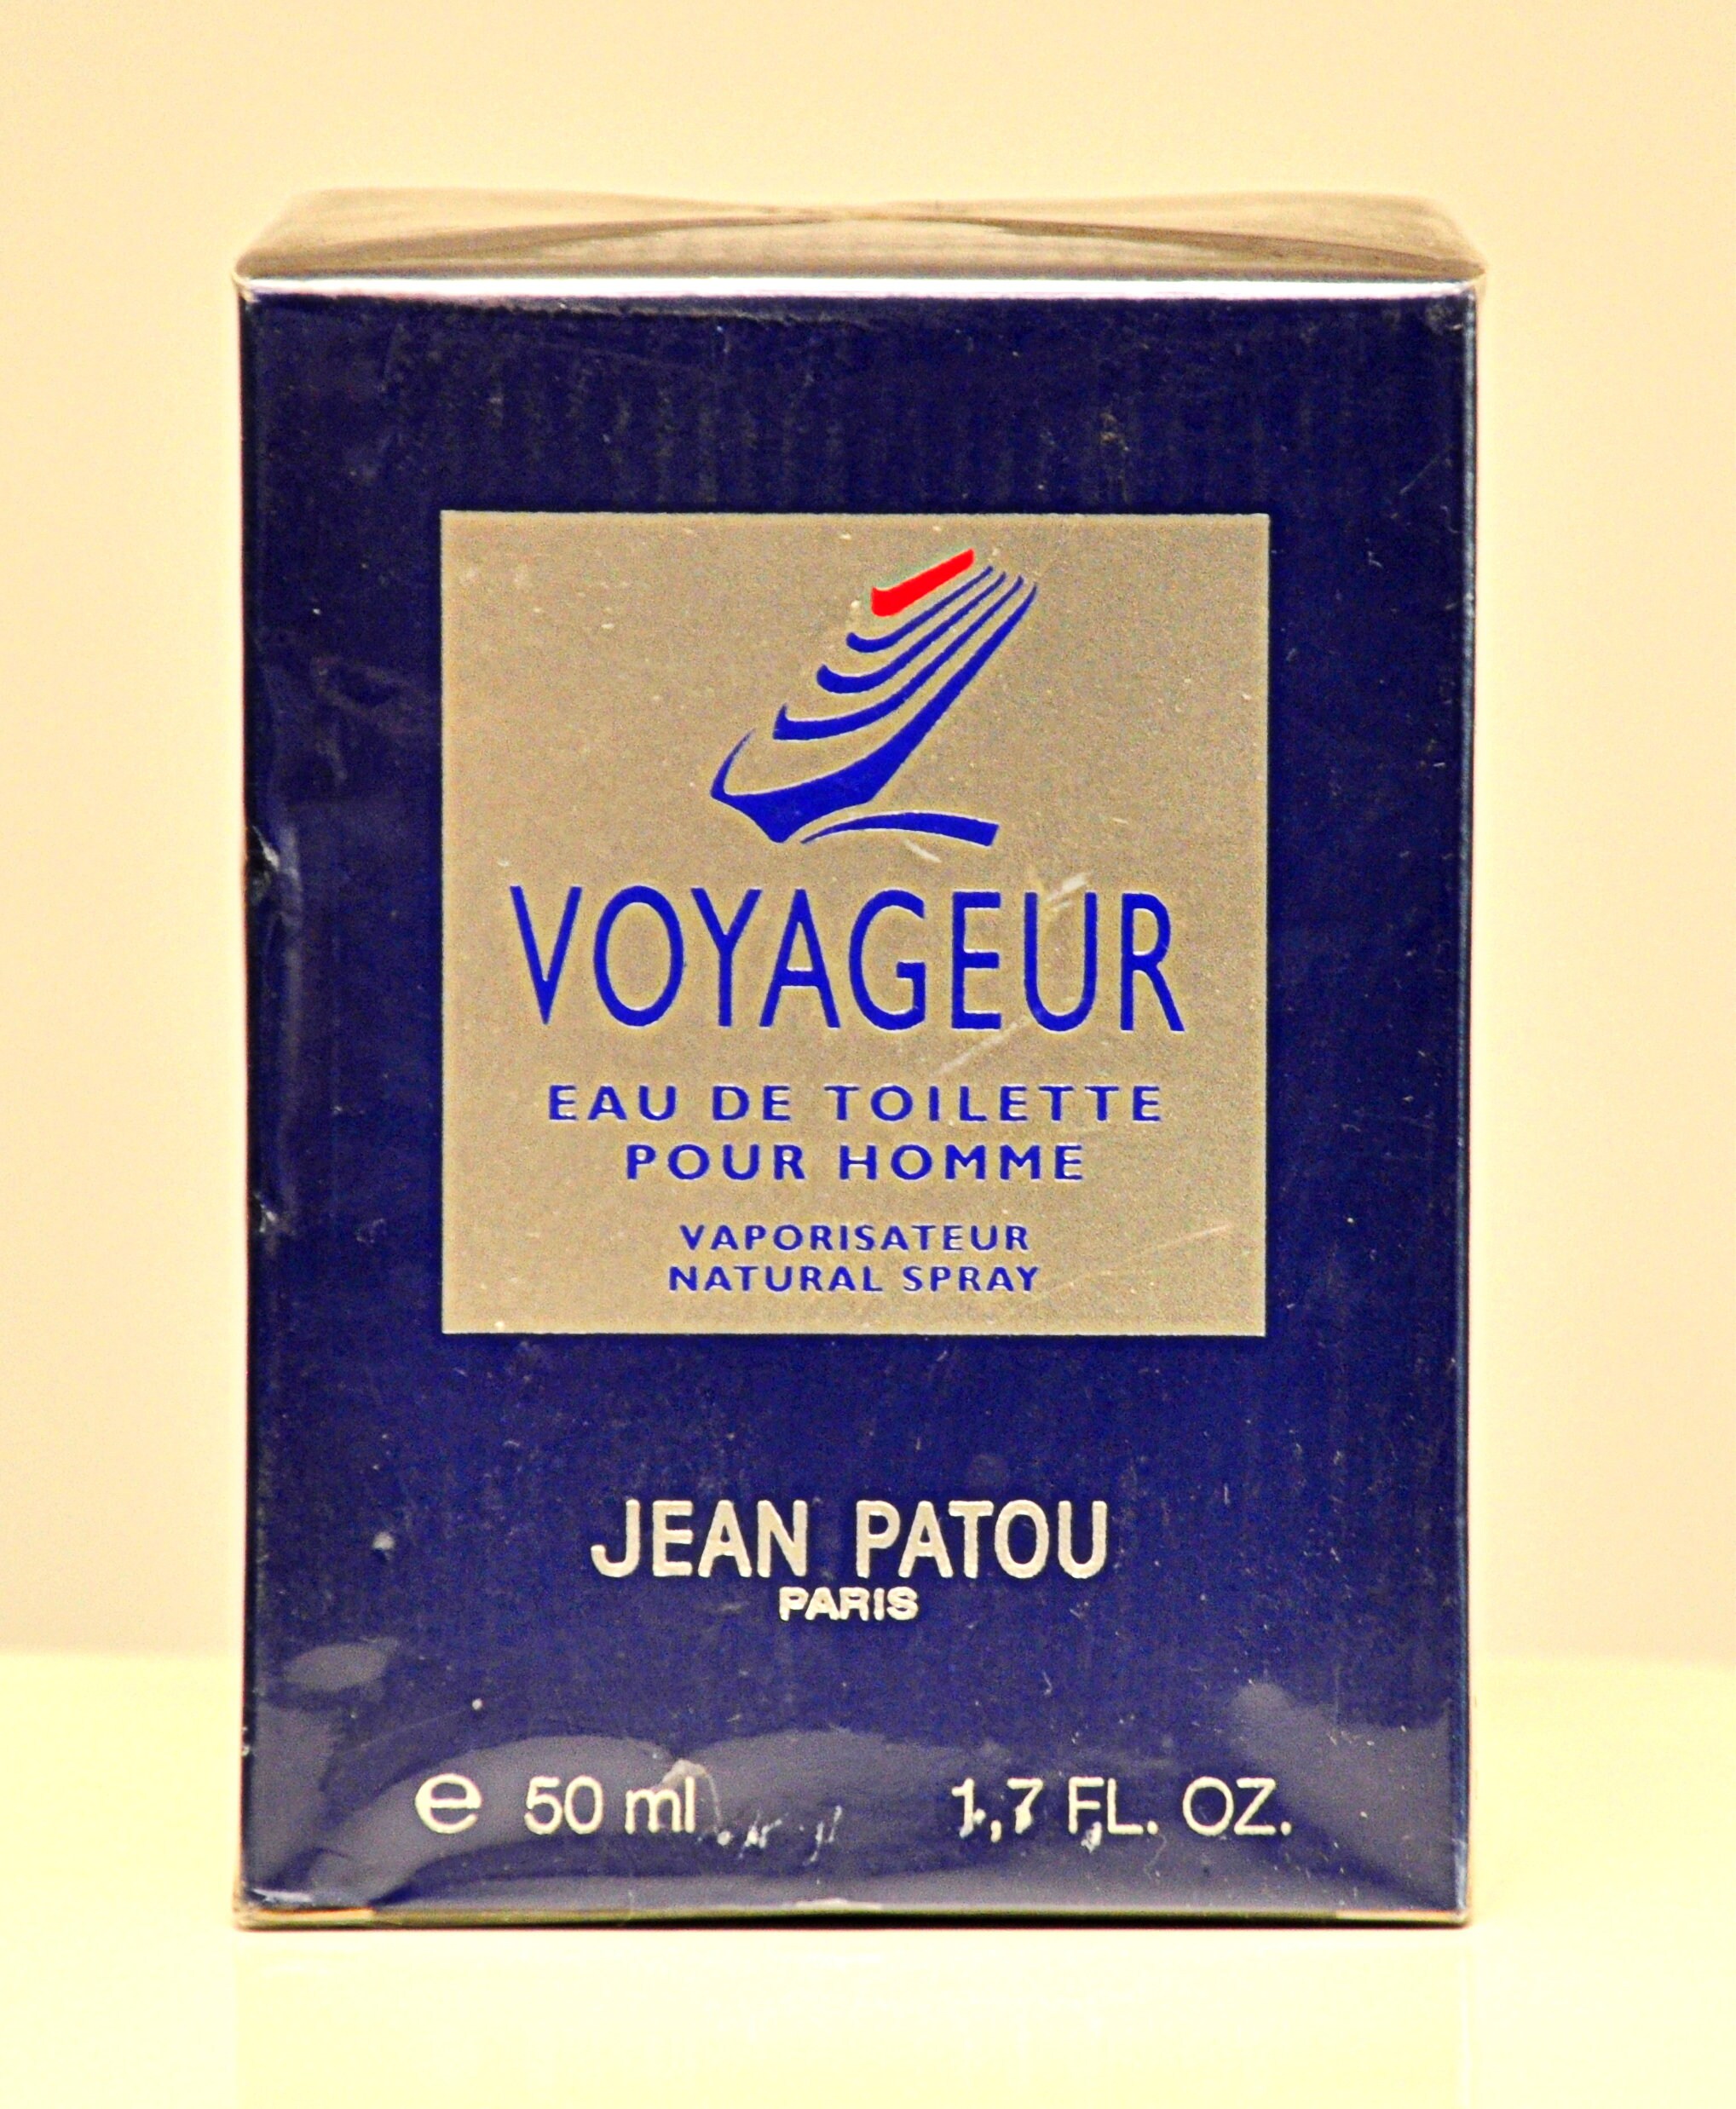 VOYAGEUR
EAU DE TOILETTE
POUR HOMME
VAPORISATEUR
NATURAL SPRAY
JEAN PATOU
PARIS
e 50 ml 1,7 FL. OZ.